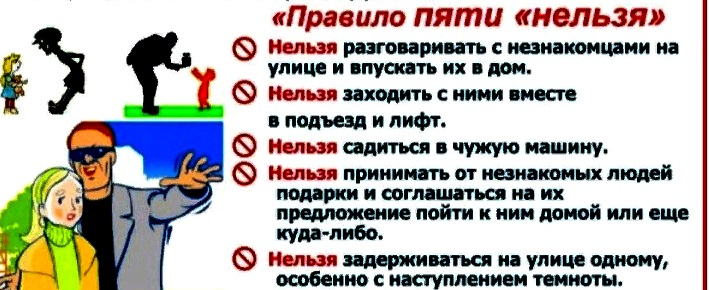 «Правило пяти «нельзя»
Нельзя разговаривать с незнакомцами на
улице и впускать их в дом.
Нельзя заходить с ними вместе
в подъезд и лифт.
Нельзя садиться в чужую машину.
Нельзя принимать от незнакомых людей
подарки и соглашаться на их
предложение пойти к ним домой или еще
куда-либо.
Нельзя задерживаться на улице одному,
особенно с наступлением темноты.